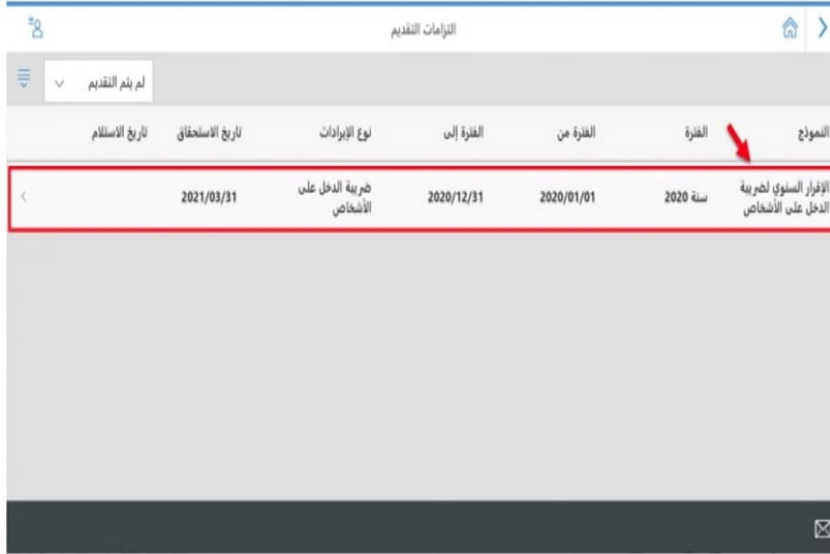 التزامات التقديم
لم يتم التقديم
النموذج الفترة الفترة من الفترة إلى نوع الإيرادات تاريخ الاستحقاق تاريخ الاستلام
الإقرار السنوي لضريبة
الدخل على الأشخاص
سنة 2020
2020/01/01
2020/12/31
ضريبة الدخل على
الأشخاص
2021/03/31